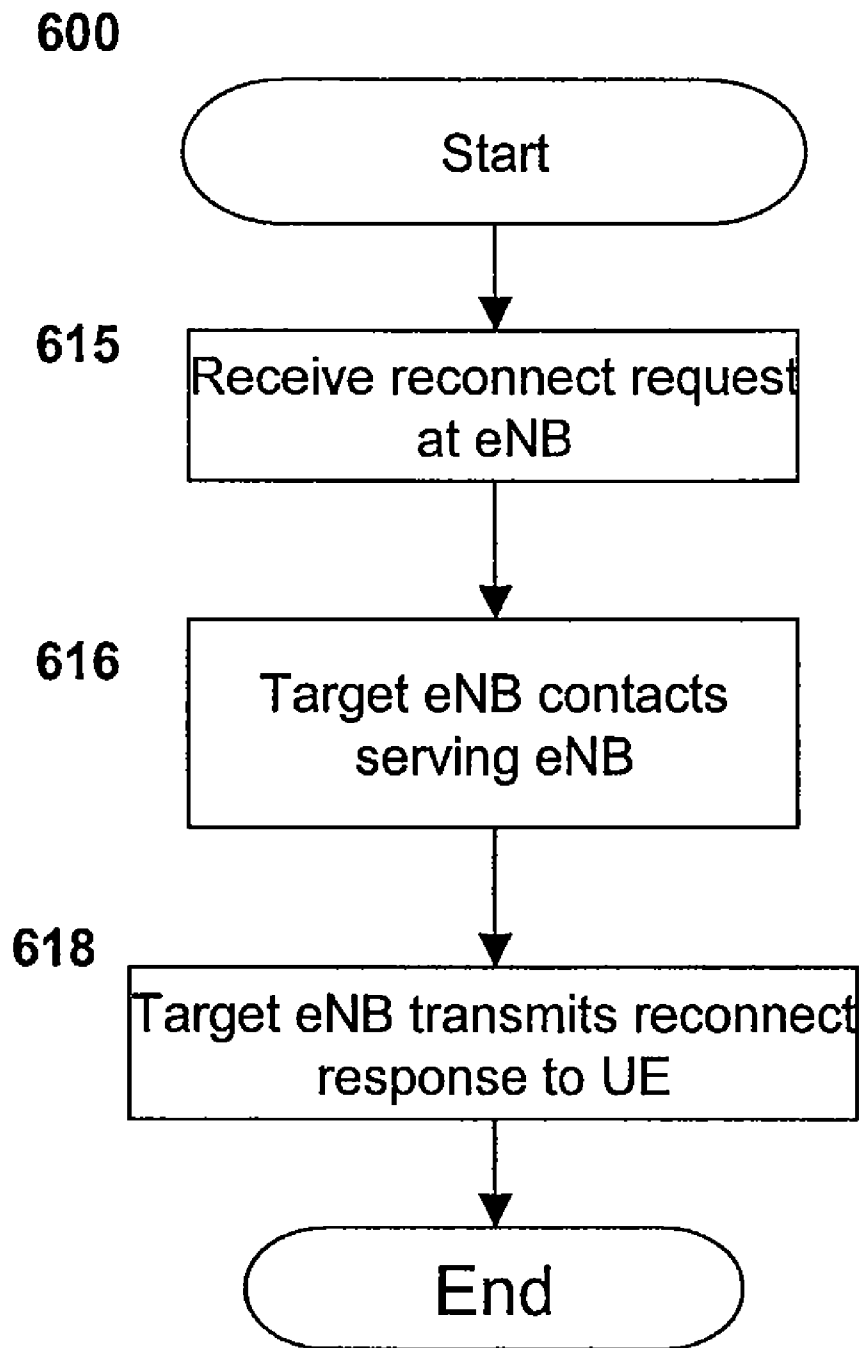 600
Start
615
Receive reconnect request
at eNB
616
Target eNB contacts
serving eNB
618
Target eNB transmits reconnect
response to UE
End